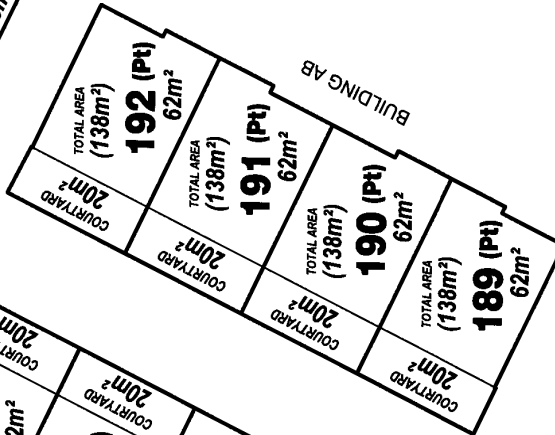 BUILDING AB
TOTAL AREA
(138m²)
192 (Pt)
62m²
COURTYARD
20m²
TOTAL AREA
(138m²)
191 (Pt)
62m²
COURTYARD
20m²
TOTAL AREA
(138m²)
190 (Pt)
62m²
COURTYARD
20m²
TOTAL AREA
(138m²)
189 (Pt)
62m²
COURTYARD
20m²
20m²
COURTYARD
20m²